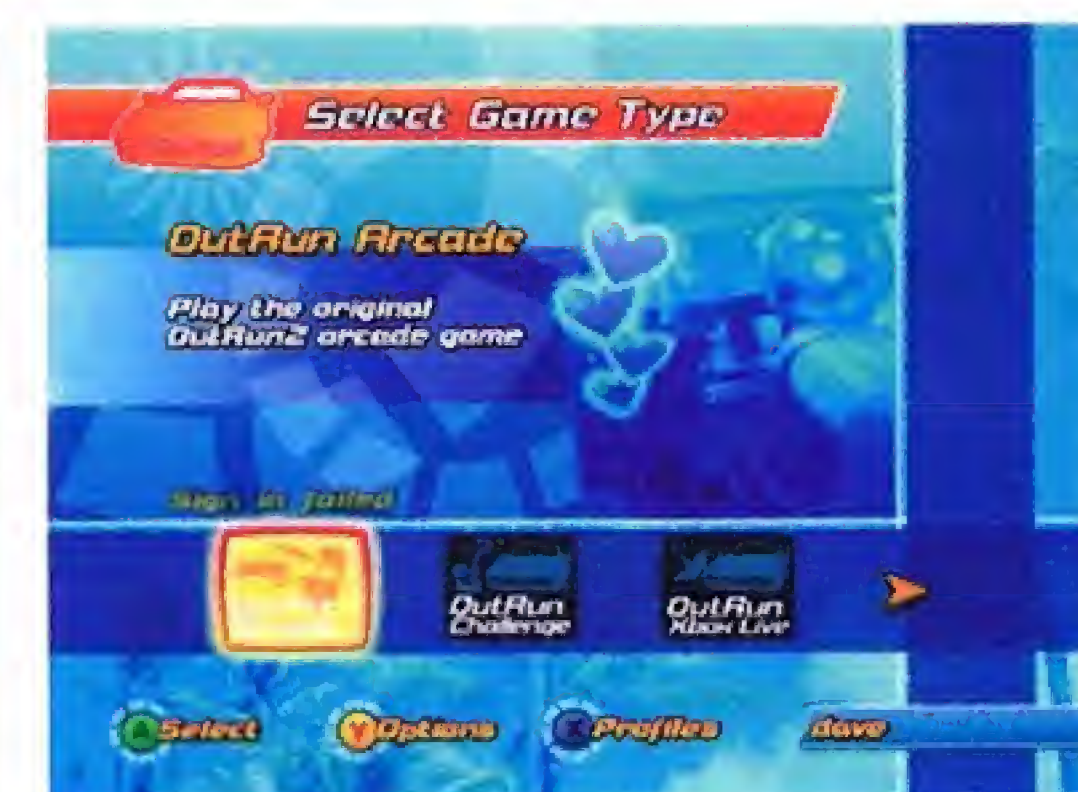 Select Game Type
OutRun Arcade
Play the original
OutRun2 arcade game
Sign in failed
OutRun
Challenge
OutRun
Xbox Live
A Select
Y Options
X Profiles
dave